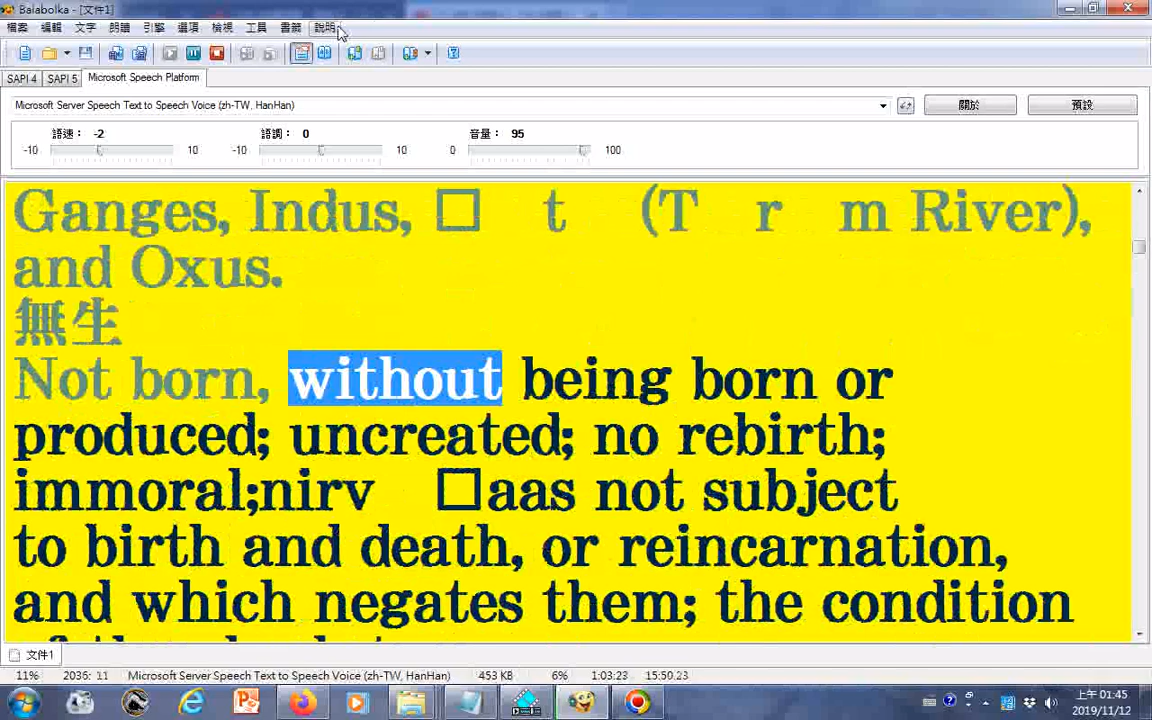 Balabolka - [文件1]
檔案 編輯 文字 朗讀 引擎 選項 檢視 工具 書籤 說明
SAPI 4 SAPI 5 Microsoft Speech Platform
Microsoft Server Speech Text to Speech Voice (zh-TW, HanHan) 關於 預設
語速： -2 語調： 0 音量： 95
-10 10 -10 10 0 100
Ganges, Indus, □ t (T r m River),
and Oxus.
無生
Not born, without being born or
produced; uncreated; no rebirth;
immoral;nirv □aas not subject
to birth and death, or reincarnation,
and which negates them; the condition
文件1
11% 2036: 11 Microsoft Server Speech Text to Speech Voice (zh-TW, HanHan) 453 KB 6% 1:03:23 15:50.23
上午 01:45
2019/11/12